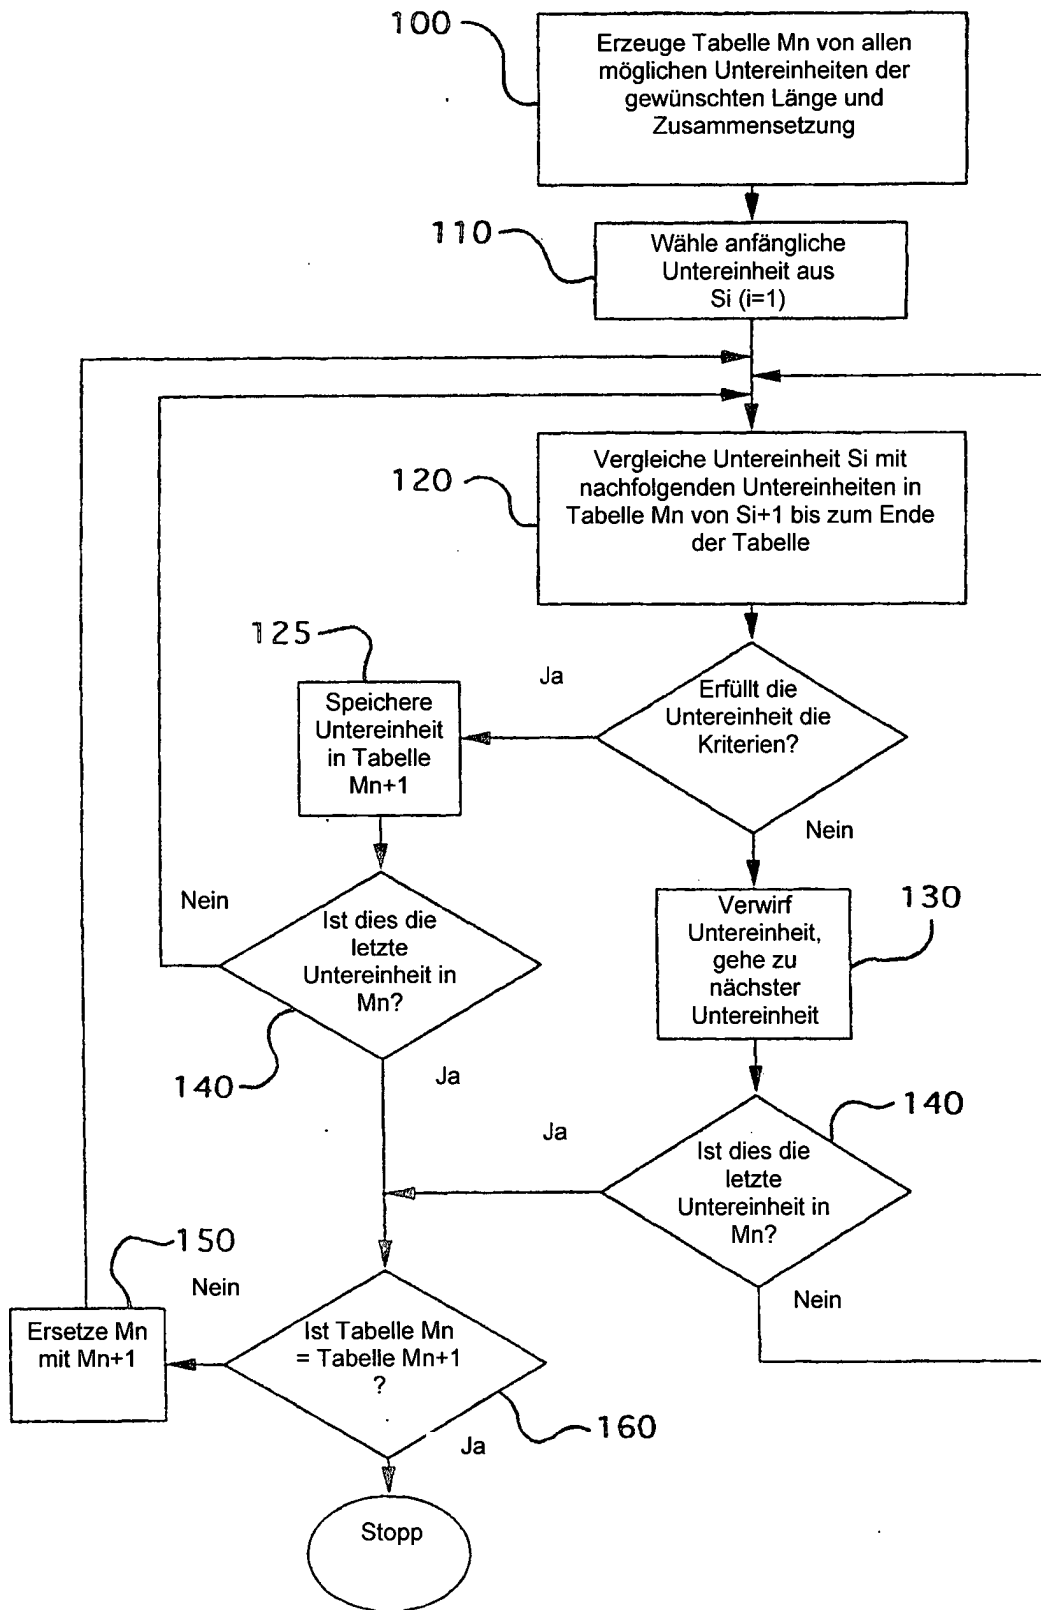 100
Erzeuge Tabelle Mn von allen
möglichen Untereinheiten der
gewünschten Länge und
Zusammensetzung
110
Wähle anfängliche
Untereinheit aus
Si (i=1)
120
Vergleiche Untereinheit Si mit
nachfolgenden Untereinheiten in
Tabelle Mn von Si+1 bis zum Ende
der Tabelle
125
Ja
Speichere
Untereinheit
in Tabelle
Mn+1
Erfüllt die
Untereinheit die
Kriterien?
Nein
Nein
Ist dies die
letzte
Untereinheit in
Mn?
130
Verwirf
Untereinheit,
gehe zu
nächster
Untereinheit
140
Ja
140
Ja
Ist dies die
letzte
Untereinheit in
Mn?
Nein
150
Nein
Ersetze Mn
mit Mn+1
Ist Tabelle Mn
= Tabelle Mn+1
?
160
Ja
Stopp